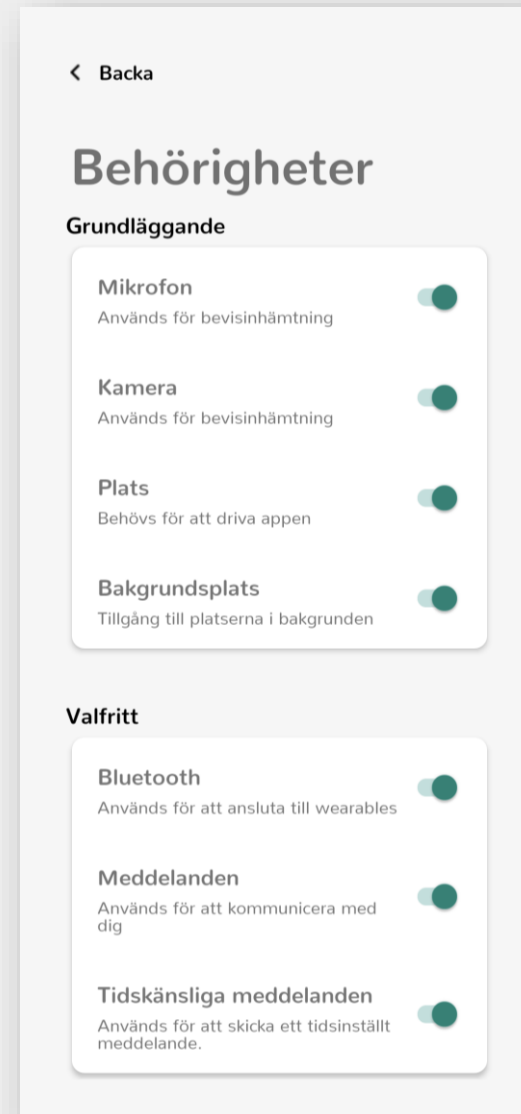 Backa
Behörigheter
Grundläggande
Mikrofon
Används för bevisinhämtning
Kamera
Används för bevisinhämtning
Plats
Behövs för att driva appen
Bakgrundsplats
Tillgång till platserna i bakgrunden
Valfritt
Bluetooth
Används för att ansluta till wearables
Meddelanden
Används för att kommunicera med
dig
Tidskänsliga meddelanden
Används för att skicka ett tidsinställt
meddelande.